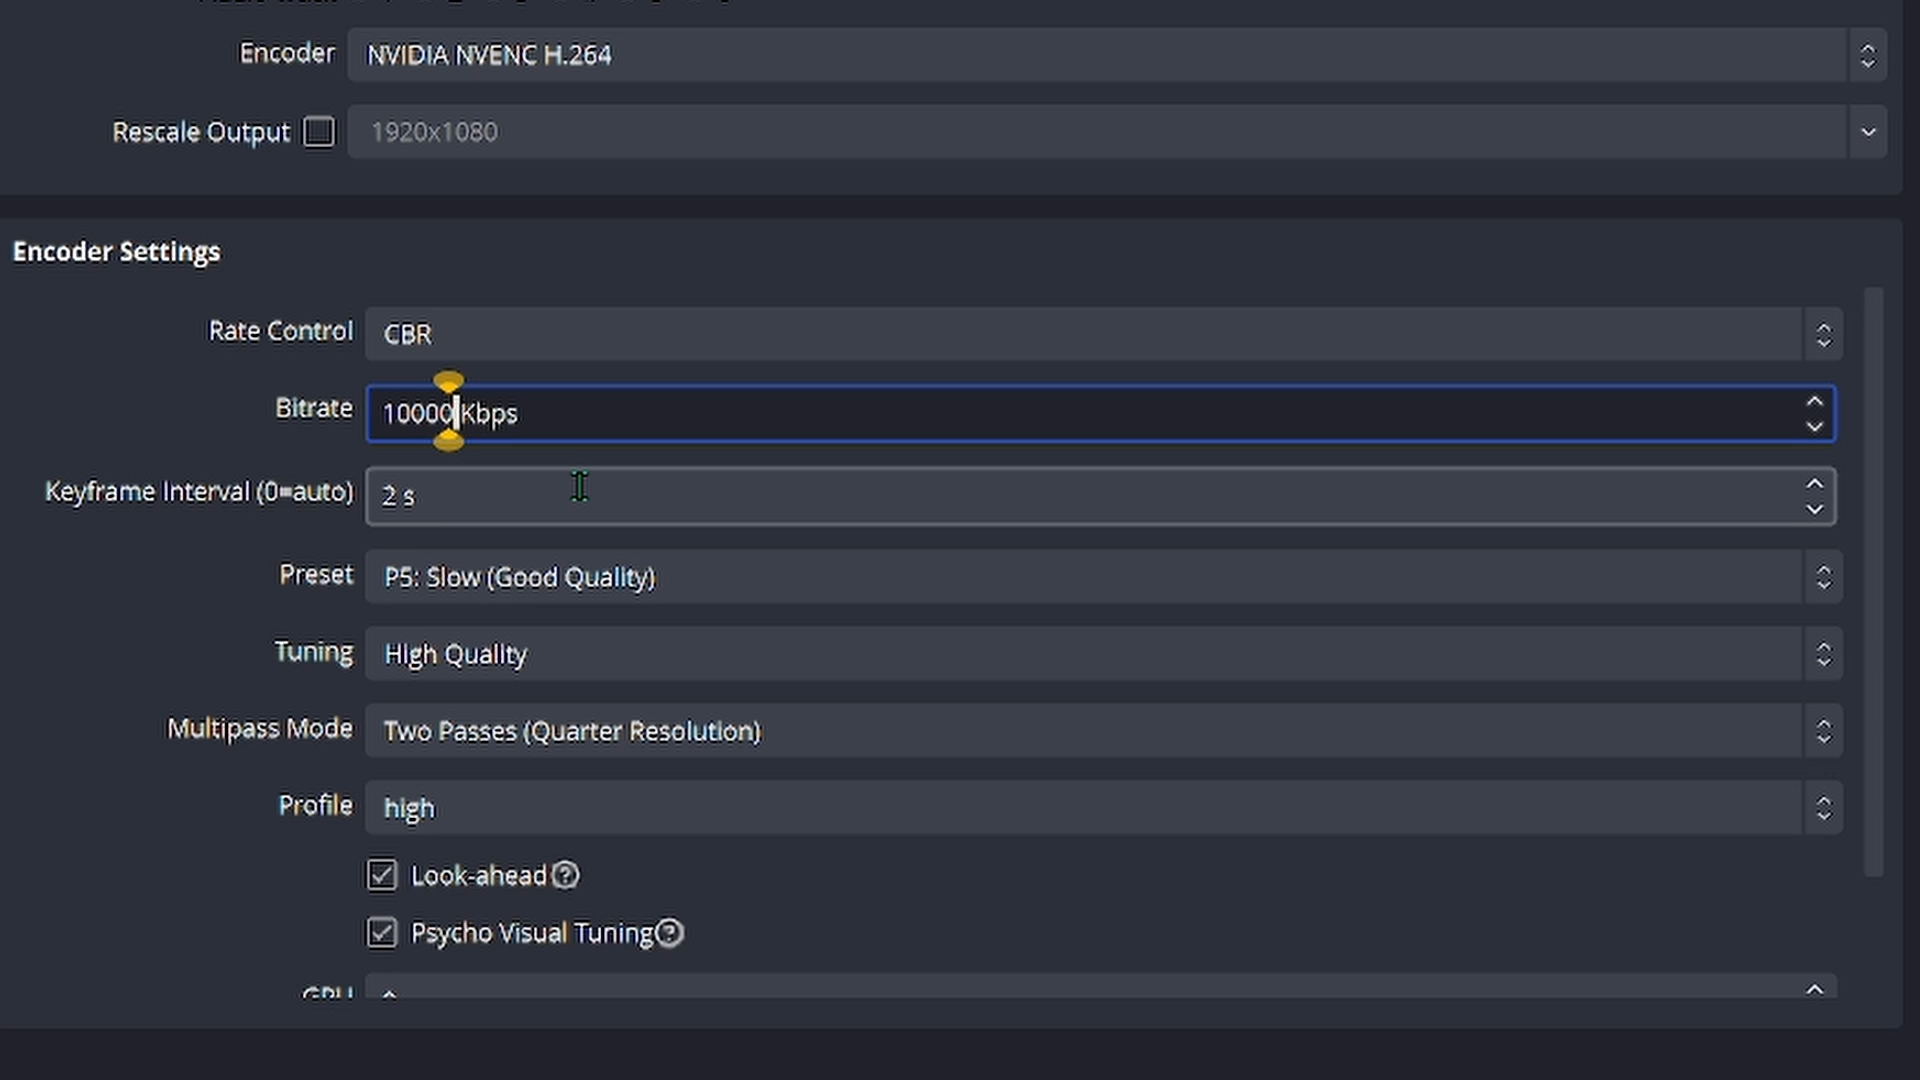 Encoder NVIDIA NVENC H.264
Rescale Output 1920x1080
Encoder Settings
Rate Control CBR
Bitrate 10000 Kbps
Keyframe Interval (0=auto) 2 s
Preset P5: Slow (Good Quality)
Tuning High Quality
Multipass Mode Two Passes (Quarter Resolution)
Profile high
Look-ahead
Psycho Visual Tuning
GPU